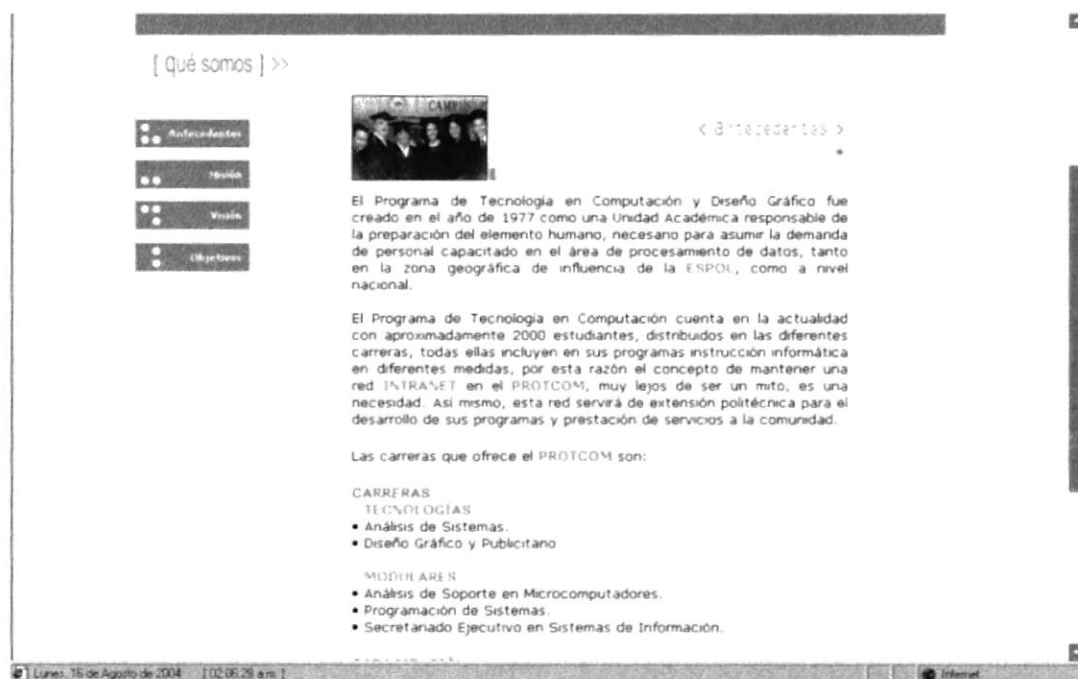 [ Qué somos ] >>
Antecedentes
Misión
Visión
Objetivos
CAMPUS
< antecedentes >
El Programa de Tecnología en Computación y Diseño Gráfico fue
creado en el año de 1977 como una Unidad Académica responsable de
la preparación del elemento humano, necesario para asumir la demanda
de personal capacitado en el área de procesamiento de datos, tanto
en la zona geográfica de influencia de la ESPOL, como a nivel
nacional.
El Programa de Tecnología en Computación cuenta en la actualidad
con aproximadamente 2000 estudiantes, distribuidos en las diferentes
carreras, todas ellas incluyen en sus programas instrucción informática
en diferentes medidas, por esta razón el concepto de mantener una
red INTRANET en el PROTCOM, muy lejos de ser un mito, es una
necesidad. Así mismo, esta red servirá de extensión politécnica para el
desarrollo de sus programas y prestación de servicios a la comunidad.
Las carreras que ofrece el PROTCOM son:
CARRERAS
TECNOLOGÍAS
• Análisis de Sistemas.
• Diseño Gráfico y Publicitario
MODULARES
• Análisis de Soporte en Microcomputadores.
• Programación de Sistemas.
• Secretariado Ejecutivo en Sistemas de Información.
Lunes, 16 de Agosto de 2004 [ 02:06:28 a.m. ]
Internet